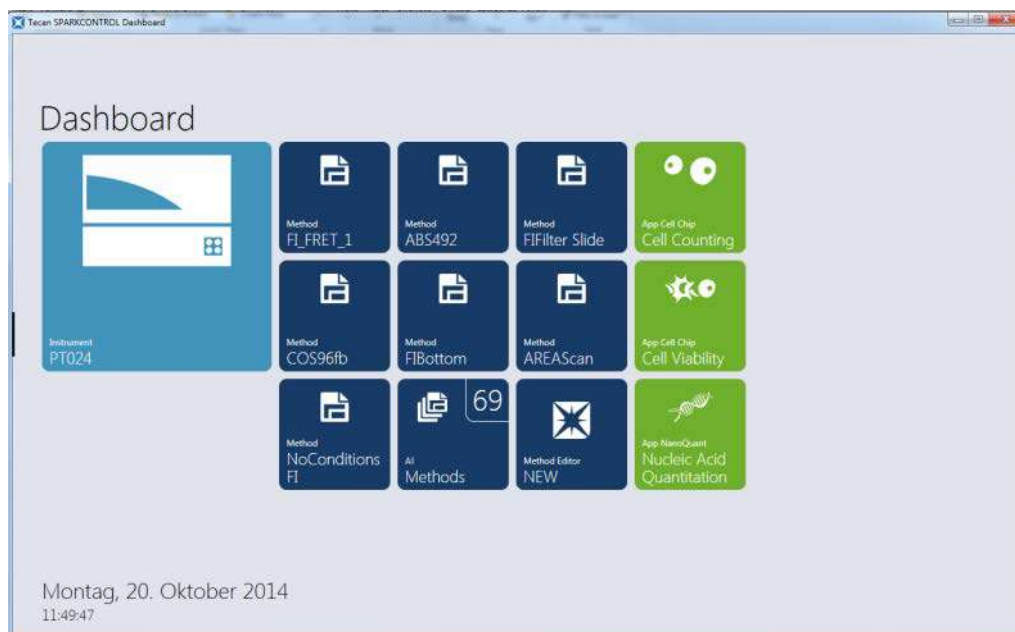 Tecan SPARKCONTROL Dashboard
Dashboard
Instrument
PT024
Method
FI_FRET_1
Method
ABS492
Method
FIFilter Slide
App Cell Chip
Cell Counting
Method
COS96fb
Method
FIBottom
Method
AREAScan
App Cell Chip
Cell Viability
Method
NoConditions
FI
69
All
Methods
Method Editor
NEW
App NanoQuant
Nucleic Acid
Quantitation
Montag, 20. Oktober 2014
11:49:47